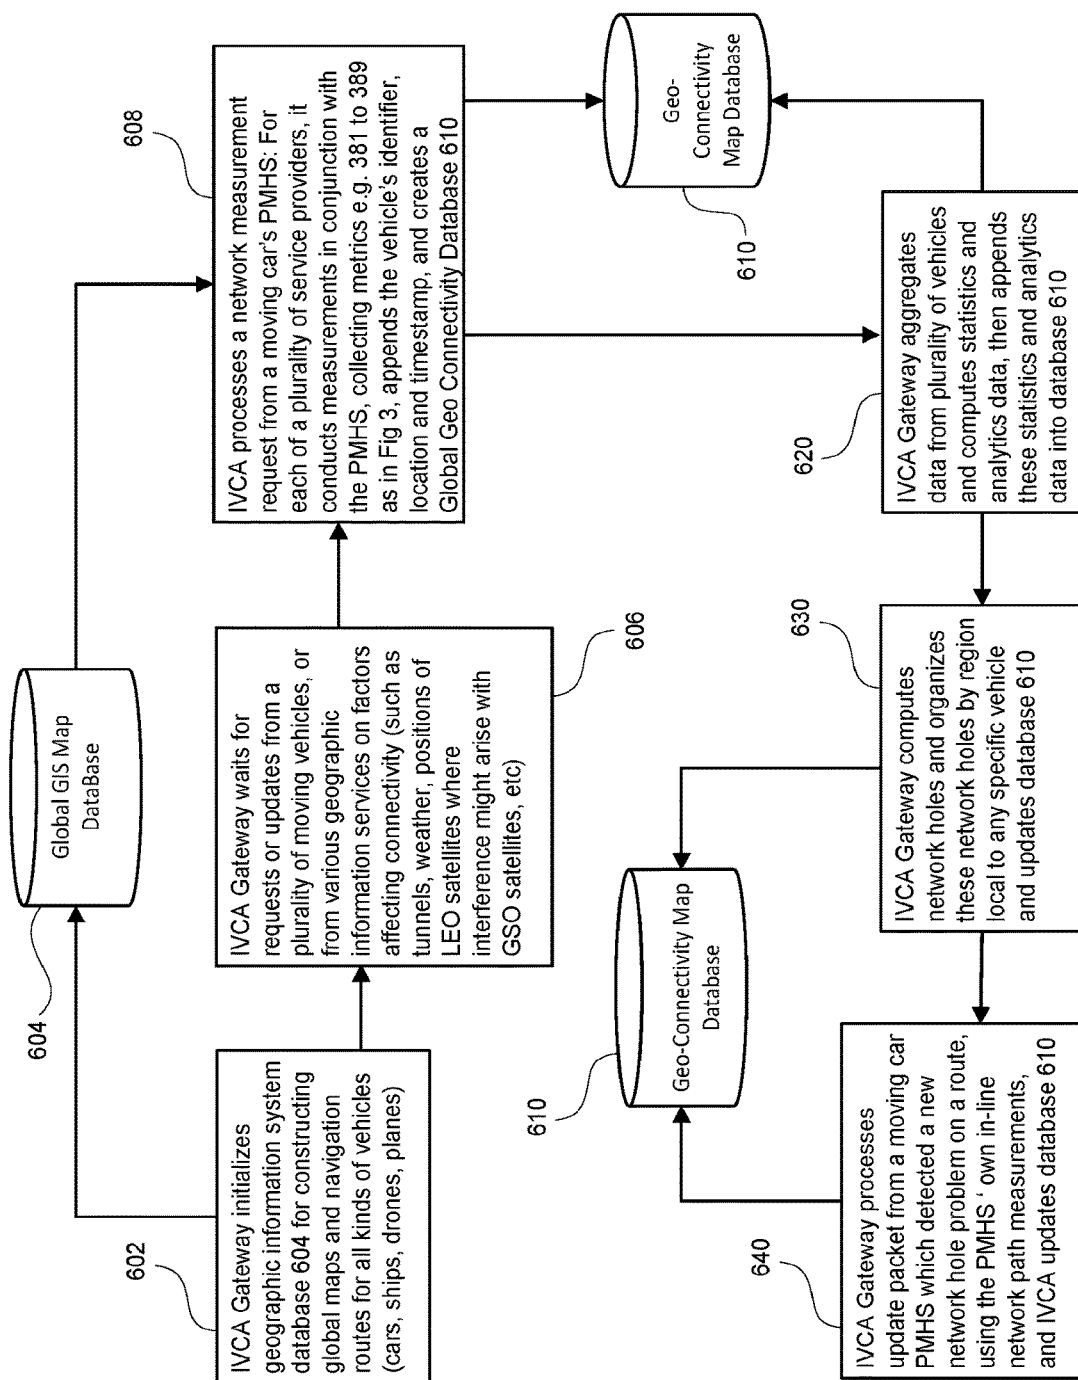 602
IVCA Gateway initializes
geographic information system
database 604 for constructing
global maps and navigation
routes for all kinds of vehicles
(cars, ships, drones, planes)
604
Global GIS Map
DataBase
IVCA Gateway waits for
requests or updates from a
plurality of moving vehicles, or
from various geographic
information services on factors
affecting connectivity (such as
tunnels, weather, positions of
LEO satellites where
interference might arise with
GSO satellites, etc)
606
608
IVCA processes a network measurement
request from a moving car's PMHS: For
each of a plurality of service providers, it
conducts measurements in conjunction with
the PMHS, collecting metrics e.g. 381 to 389
as in Fig 3, appends the vehicle's identifier,
location and timestamp, and creates a
Global Geo Connectivity Database 610
Geo-
Connectivity
Map Database
610
620
IVCA Gateway aggregates
data from plurality of vehicles
and computes statistics and
analytics data, then appends
these statistics and analytics
data into database 610
630
IVCA Gateway computes
network holes and organizes
these network holes by region
local to any specific vehicle
and updates database 610
610
Geo-Connectivity Map
Database
640
IVCA Gateway processes
update packet from a moving car
PMHS which detected a new
network hole problem on a route,
using the PMHS ‘ own in-line
network path measurements,
and IVCA updates database 610